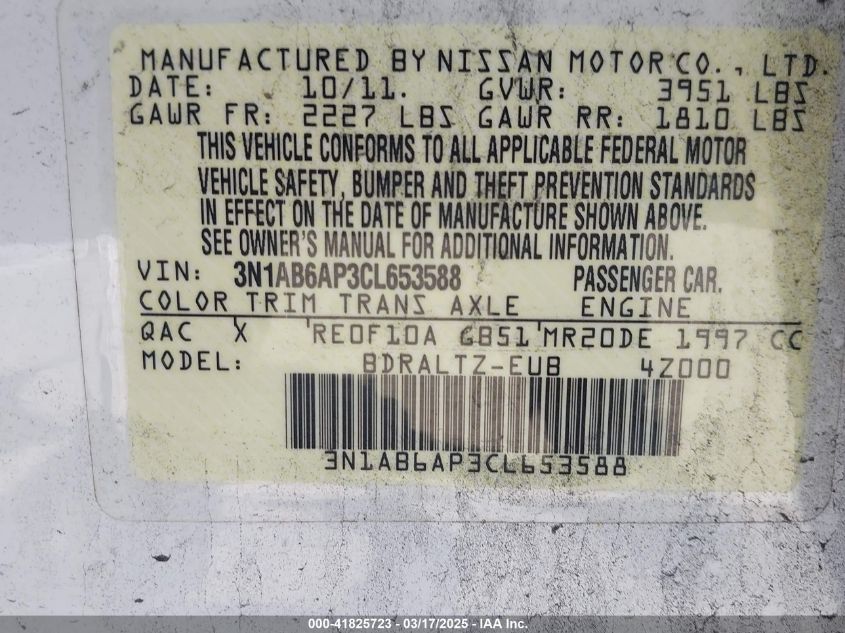 MANUFACTURED BY NISSAN MOTOR CO., LTD.
DATE: 10/11. GVWR: 3951 LBS
GAWR FR: 2227 LBS GAWR RR: 1810 LBS
THIS VEHICLE CONFORMS TO ALL APPLICABLE FEDERAL MOTOR
VEHICLE SAFETY, BUMPER AND THEFT PREVENTION STANDARDS
IN EFFECT ON THE DATE OF MANUFACTURE SHOWN ABOVE.
SEE OWNER'S MANUAL FOR ADDITIONAL INFORMATION.
VIN: 3N1AB6AP3CL653588 PASSENGER CAR.
COLOR TRIM TRANS AXLE ENGINE
QAC X RE0F10A GB51 MR20DE 1997 CC
MODEL: BDRALTZ-EUB 4Z000
3N1AB6AP3CL653588
000-41825723 - 03/17/2025 - IAA Inc.